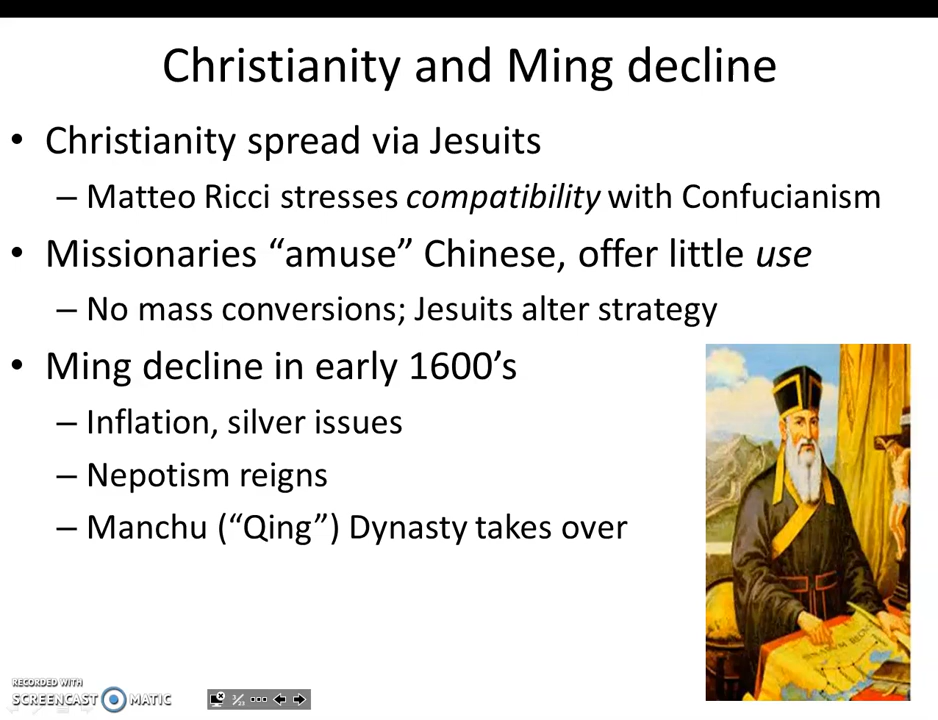 Christianity and Ming decline
• Christianity spread via Jesuits
– Matteo Ricci stresses compatibility with Confucianism
• Missionaries “amuse” Chinese, offer little use
– No mass conversions; Jesuits alter strategy
• Ming decline in early 1600’s
– Inflation, silver issues
– Nepotism reigns
– Manchu (“Qing”) Dynasty takes over
RECORDED WITH
SCREENCAST MATIC